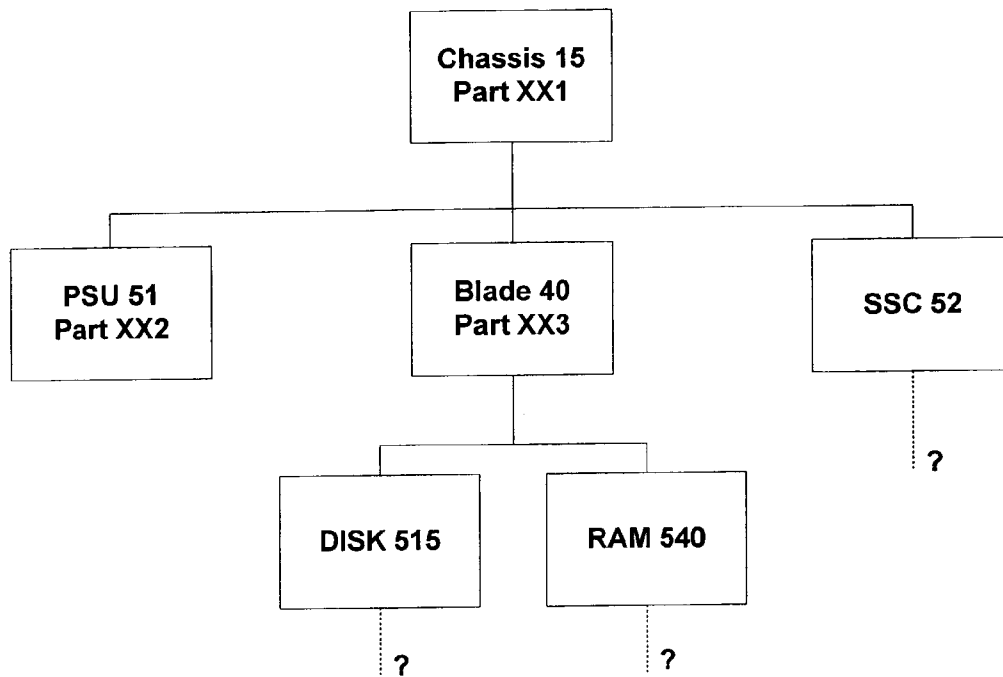 Chassis 15
Part XX1
PSU 51
Part XX2
Blade 40
Part XX3
SSC 52
?
DISK 515
RAM 540
?
?